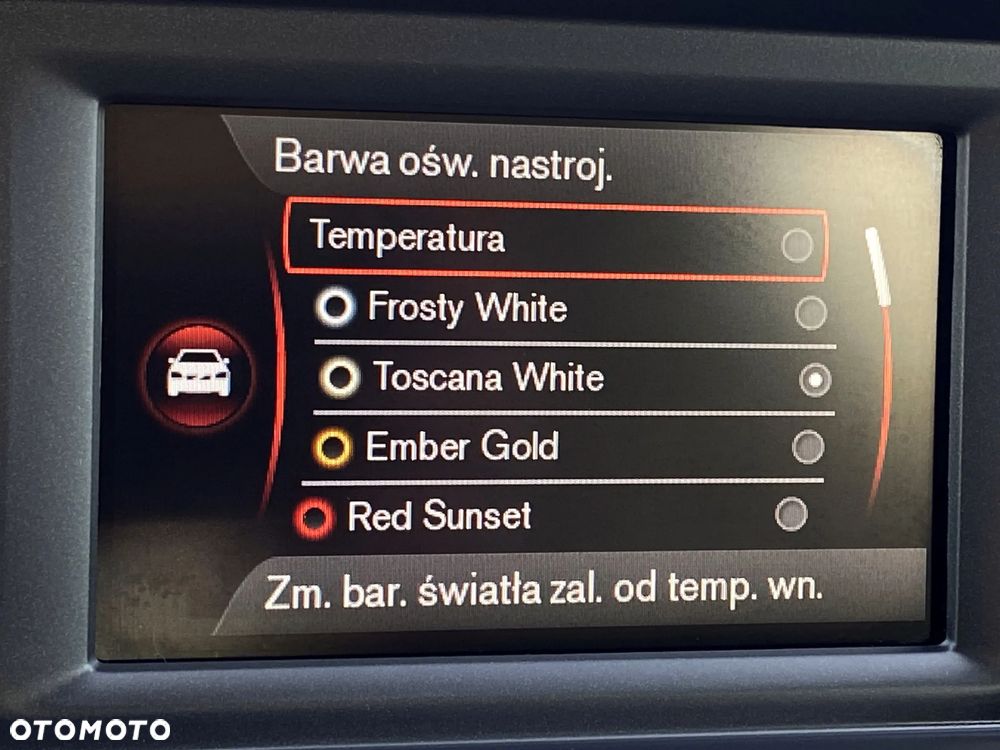 Barwa ośw. nastroj.
Temperatura
Frosty White
Toscana White
Ember Gold
Red Sunset
Zm. bar. światła zal. od temp. wn.
OTOMOTO